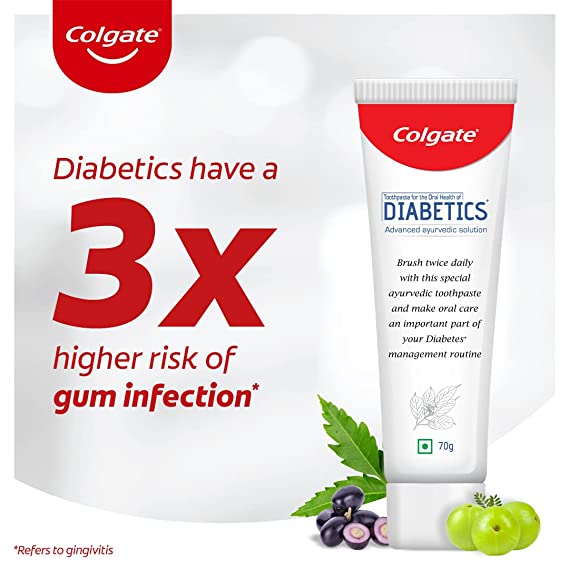 Colgate®
Diabetics have a
3x
higher risk of
gum infection*
*Refers to gingivitis
Colgate®
Toothpaste for the Oral Health of
DIABETICS*
Advanced ayurvedic solution
Brush twice daily
with this special
ayurvedic toothpaste
and make oral care
an important part of
your Diabetes*
management routine
70g